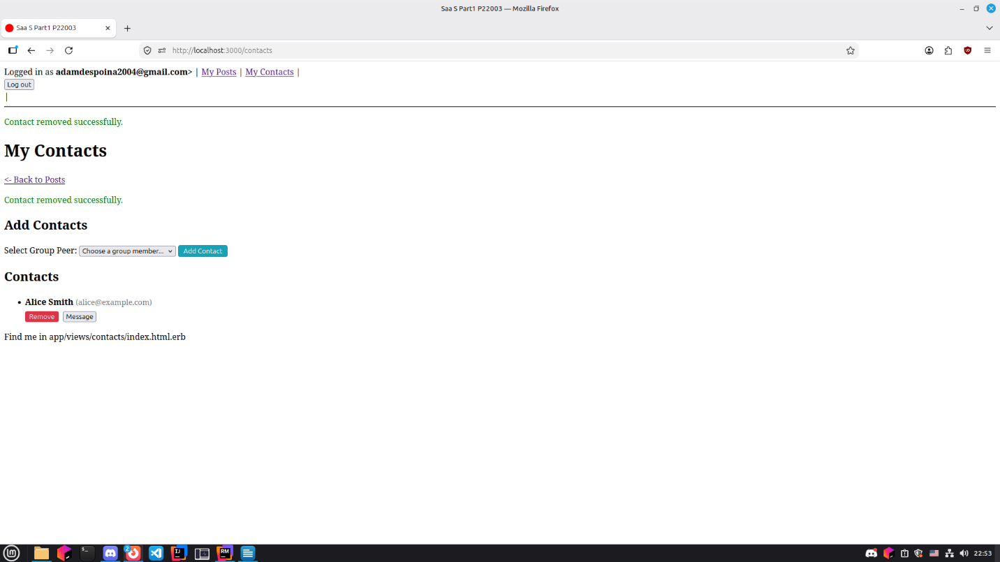 Saa S Part1 P22003 — Mozilla Firefox
Saa S Part1 P22003
http://localhost:3000/contacts
Logged in as adamdespoina2004@gmail.com> | My Posts | My Contacts |
Log out
|
Contact removed successfully.
My Contacts
<- Back to Posts
Contact removed successfully.
Add Contacts
Select Group Peer: Choose a group member... Add Contact
Contacts
• Alice Smith (alice@example.com)
Remove Message
Find me in app/views/contacts/index.html.erb
2 IJ RM 22:53